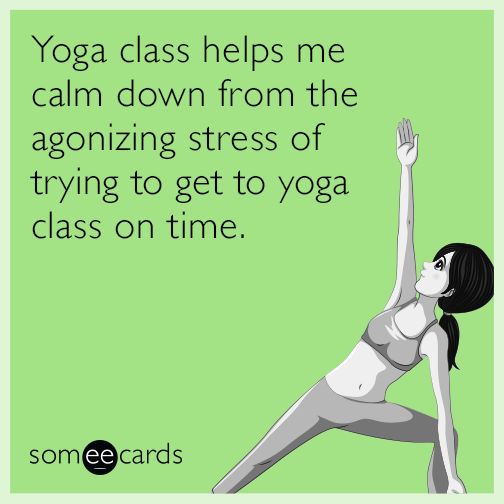 Yoga class helps me
calm down from the
agonizing stress of
trying to get to yoga
class on time.
someecards